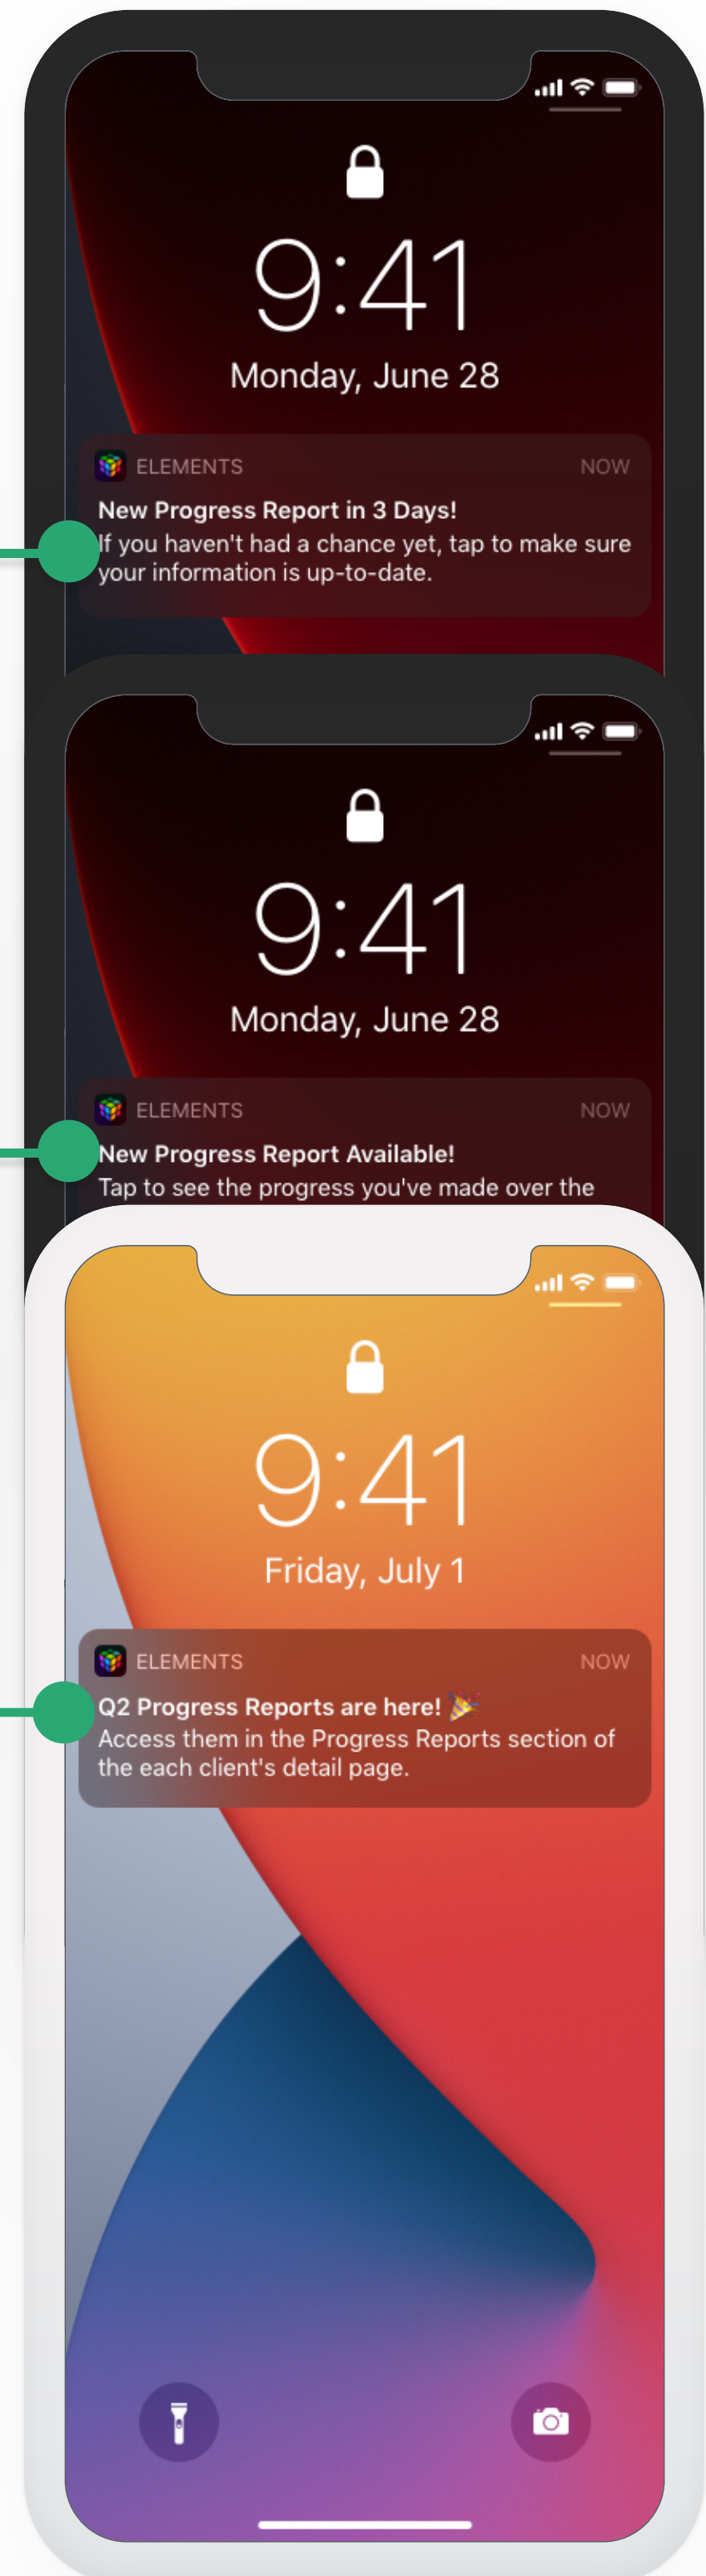 9:41
Monday, June 28
ELEMENTS NOW
New Progress Report in 3 Days!
If you haven't had a chance yet, tap to make sure
your information is up-to-date.
9:41
Monday, June 28
ELEMENTS NOW
New Progress Report Available!
Tap to see the progress you've made over the
9:41
Friday, July 1
ELEMENTS NOW
Q2 Progress Reports are here! 🎉
Access them in the Progress Reports section of
the each client's detail page.